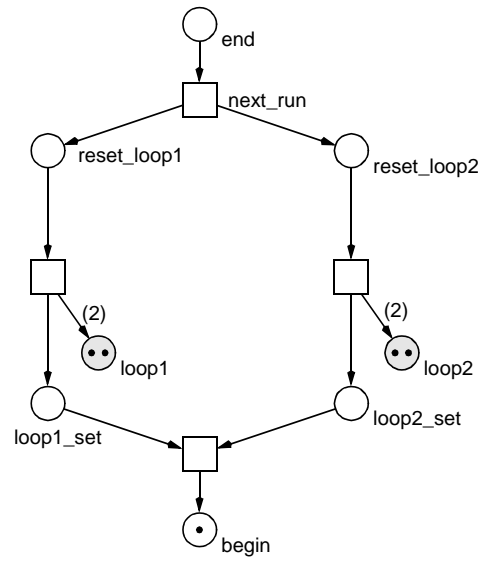 end
next_run
reset_loop1
reset_loop2
(2)
(2)
loop1
loop2
loop1_set
loop2_set
begin